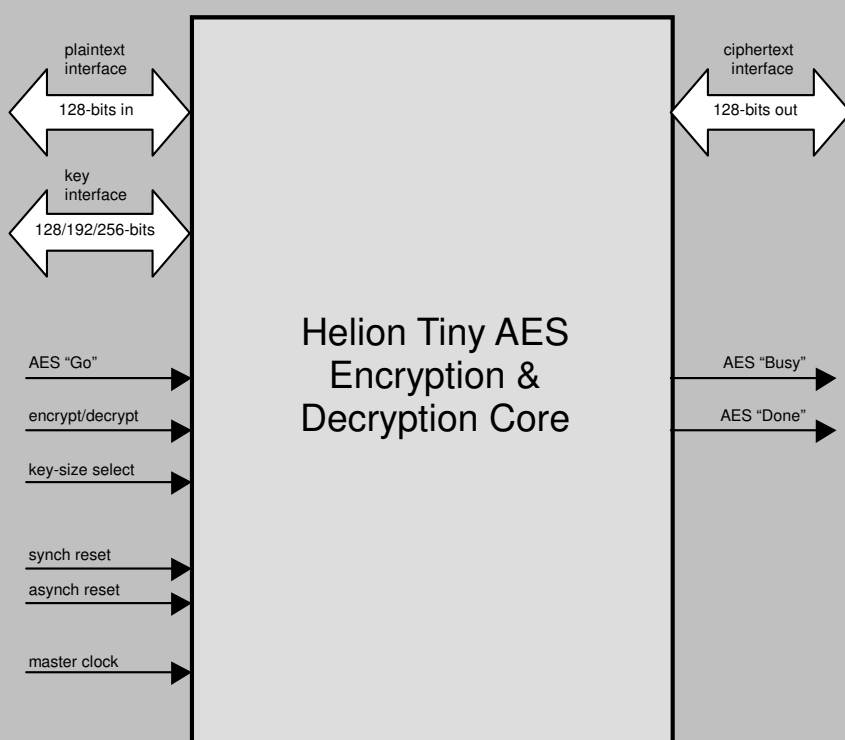 plaintext
interface
128-bits in
key
interface
128/192/256-bits
AES “Go”
encrypt/decrypt
key-size select
synch reset
asynch reset
master clock
Helion Tiny AES
Encryption &
Decryption Core
ciphertext
interface
128-bits out
AES “Busy”
AES “Done”